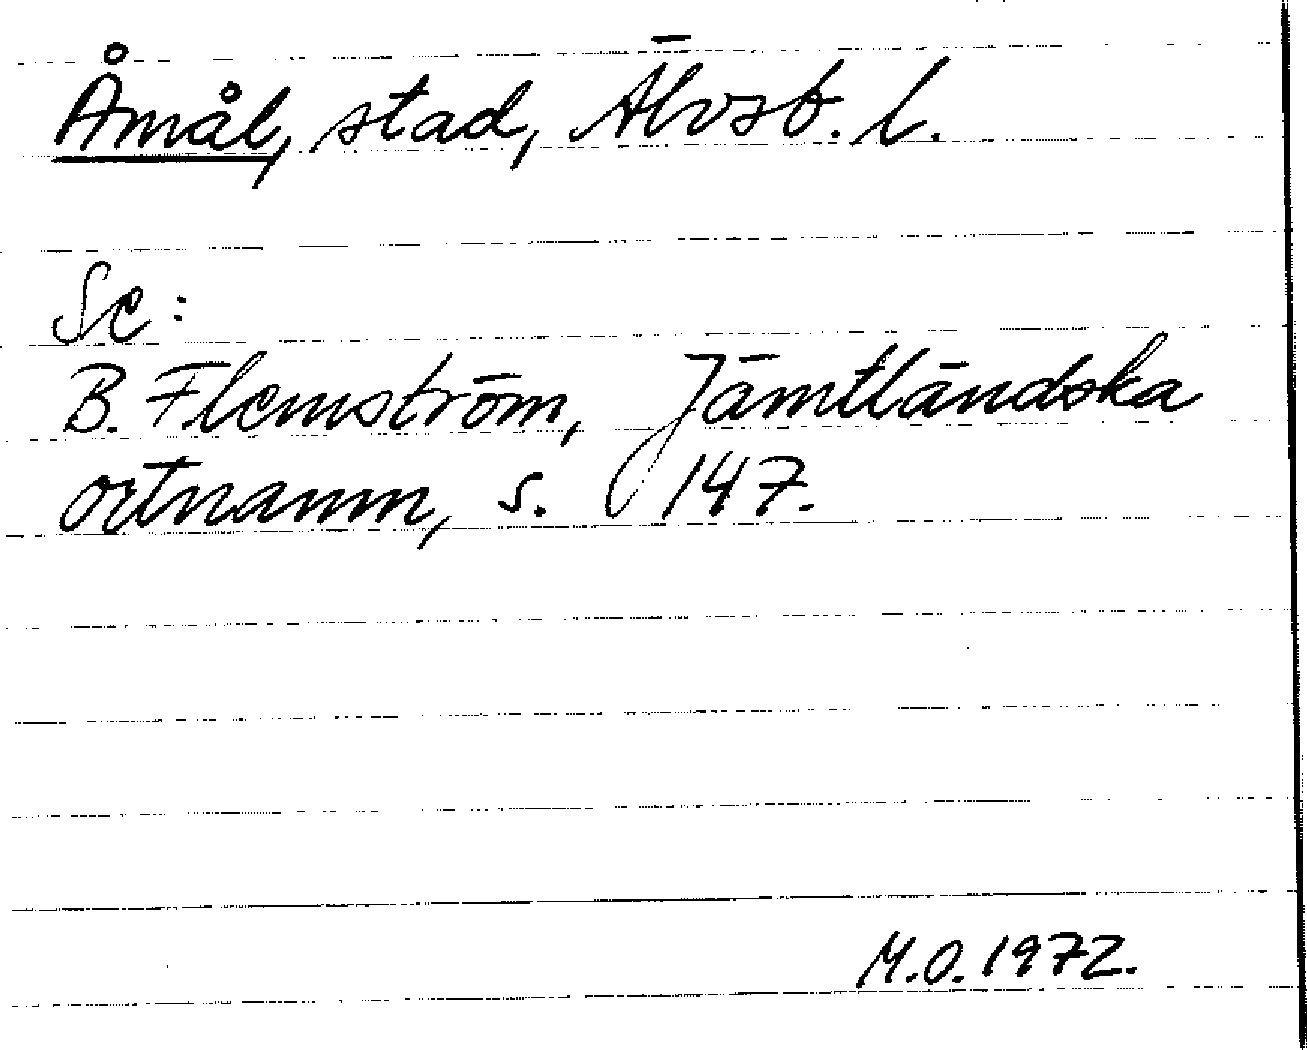 Åmål, stad, Älvsb. l.
Se:
B. Flemström, Jämtländska
ortnamn, s. 147.
M.O. 1972.